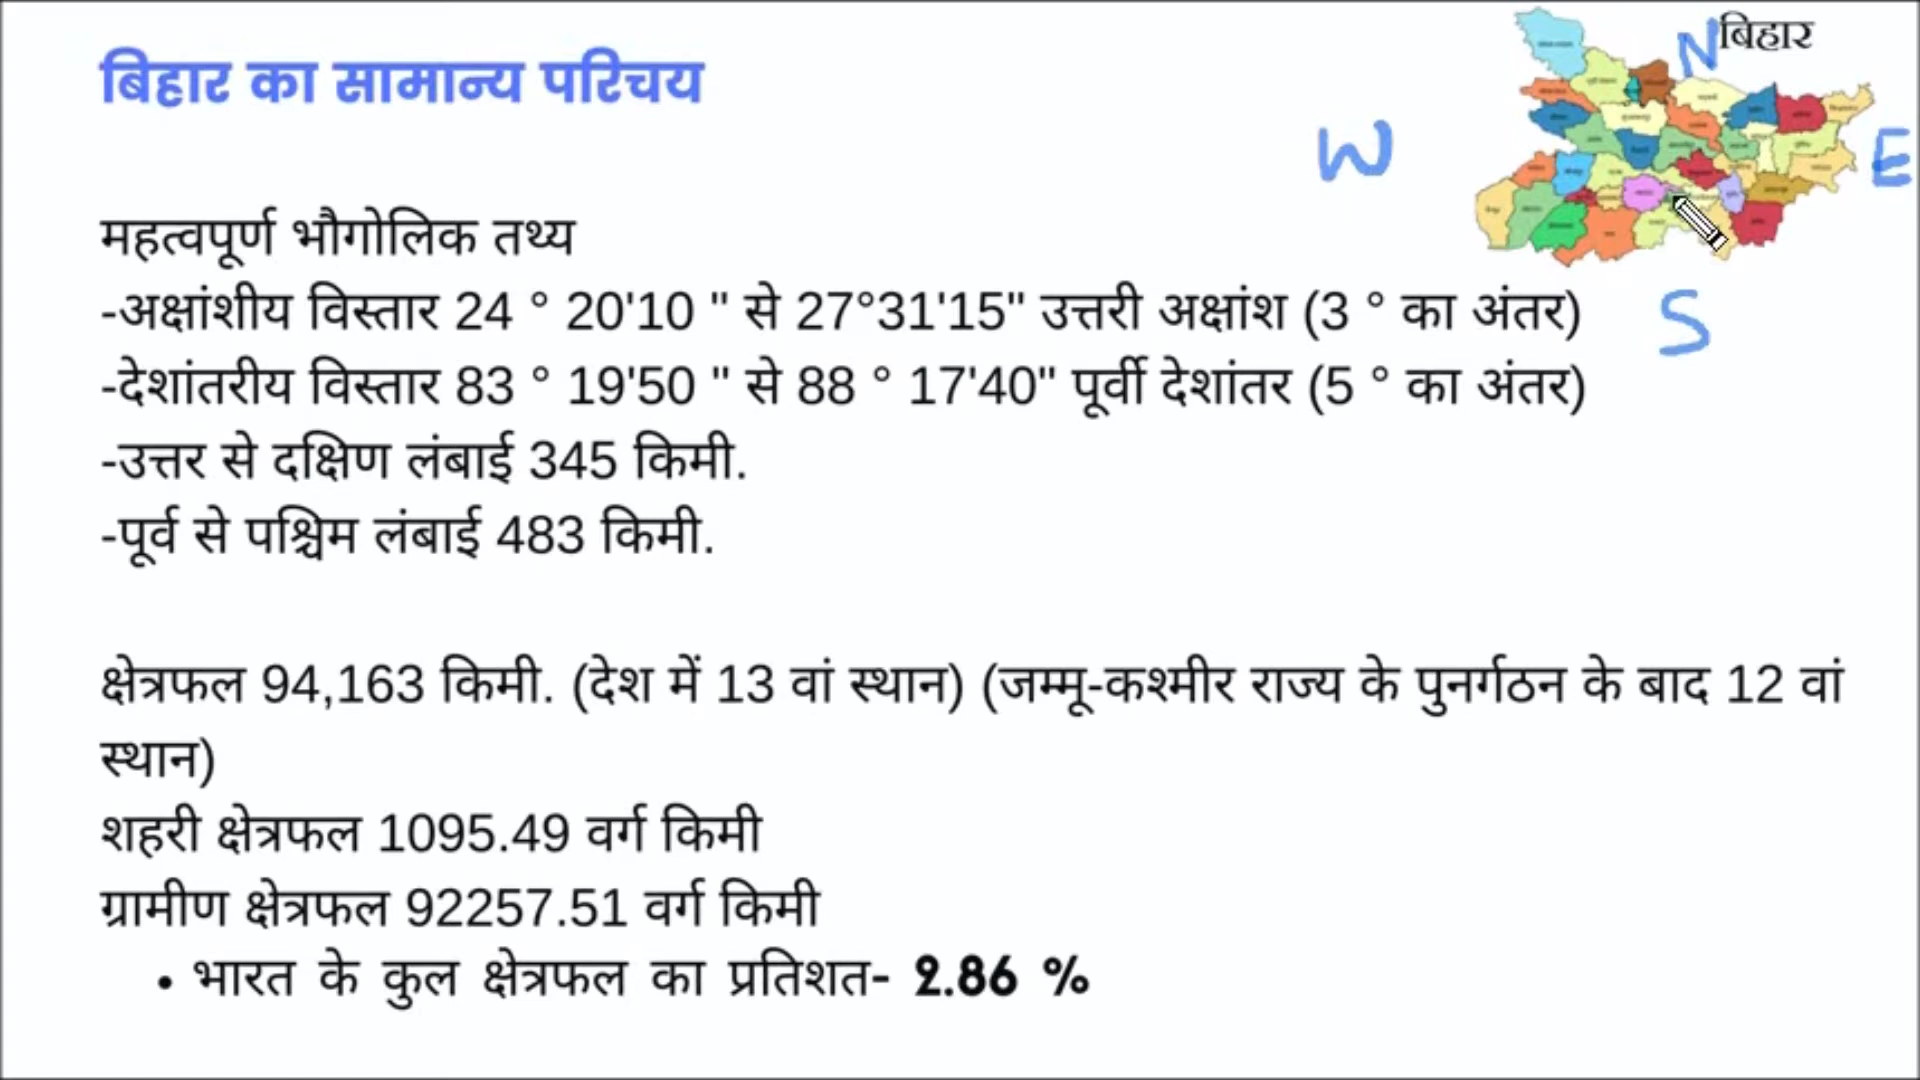 बिहार का सामान्य परिचय
N
बिहार
W
E
S
महत्वपूर्ण भौगोलिक तथ्य
-अक्षांशीय विस्तार 24 ° 20'10 " से 27°31'15" उत्तरी अक्षांश (3 ° का अंतर)
-देशांतरीय विस्तार 83 ° 19'50 " से 88 ° 17'40" पूर्वी देशांतर (5 ° का अंतर)
-उत्तर से दक्षिण लंबाई 345 किमी.
-पूर्व से पश्चिम लंबाई 483 किमी.
क्षेत्रफल 94,163 किमी. (देश में 13 वां स्थान) (जम्मू-कश्मीर राज्य के पुनर्गठन के बाद 12 वां
स्थान)
शहरी क्षेत्रफल 1095.49 वर्ग किमी
ग्रामीण क्षेत्रफल 92257.51 वर्ग किमी
• भारत के कुल क्षेत्रफल का प्रतिशत- 2.86 %